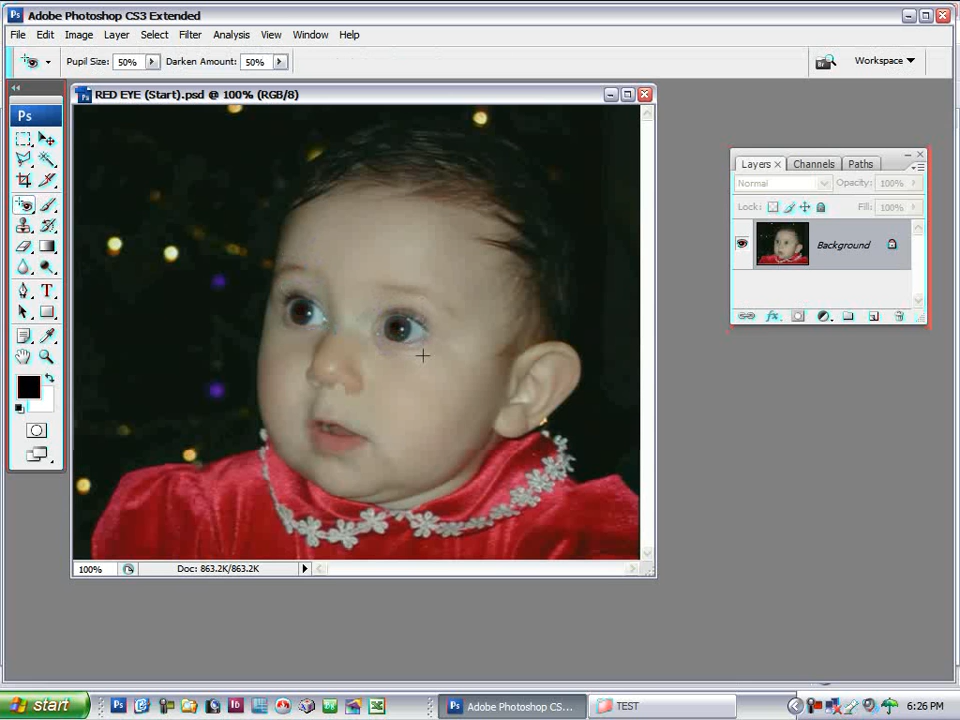 Adobe Photoshop CS3 Extended
File Edit Image Layer Select Filter Analysis View Window Help
Pupil Size: 50% Darken Amount: 50% Workspace
RED EYE (Start).psd @ 100% (RGB/8)
Ps
Layers x Channels Paths
Normal Opacity: 100%
Lock: Fill: 100%
Background
100% Doc: 863.2K/863.2K
start Adobe Photoshop CS... TEST 6:26 PM